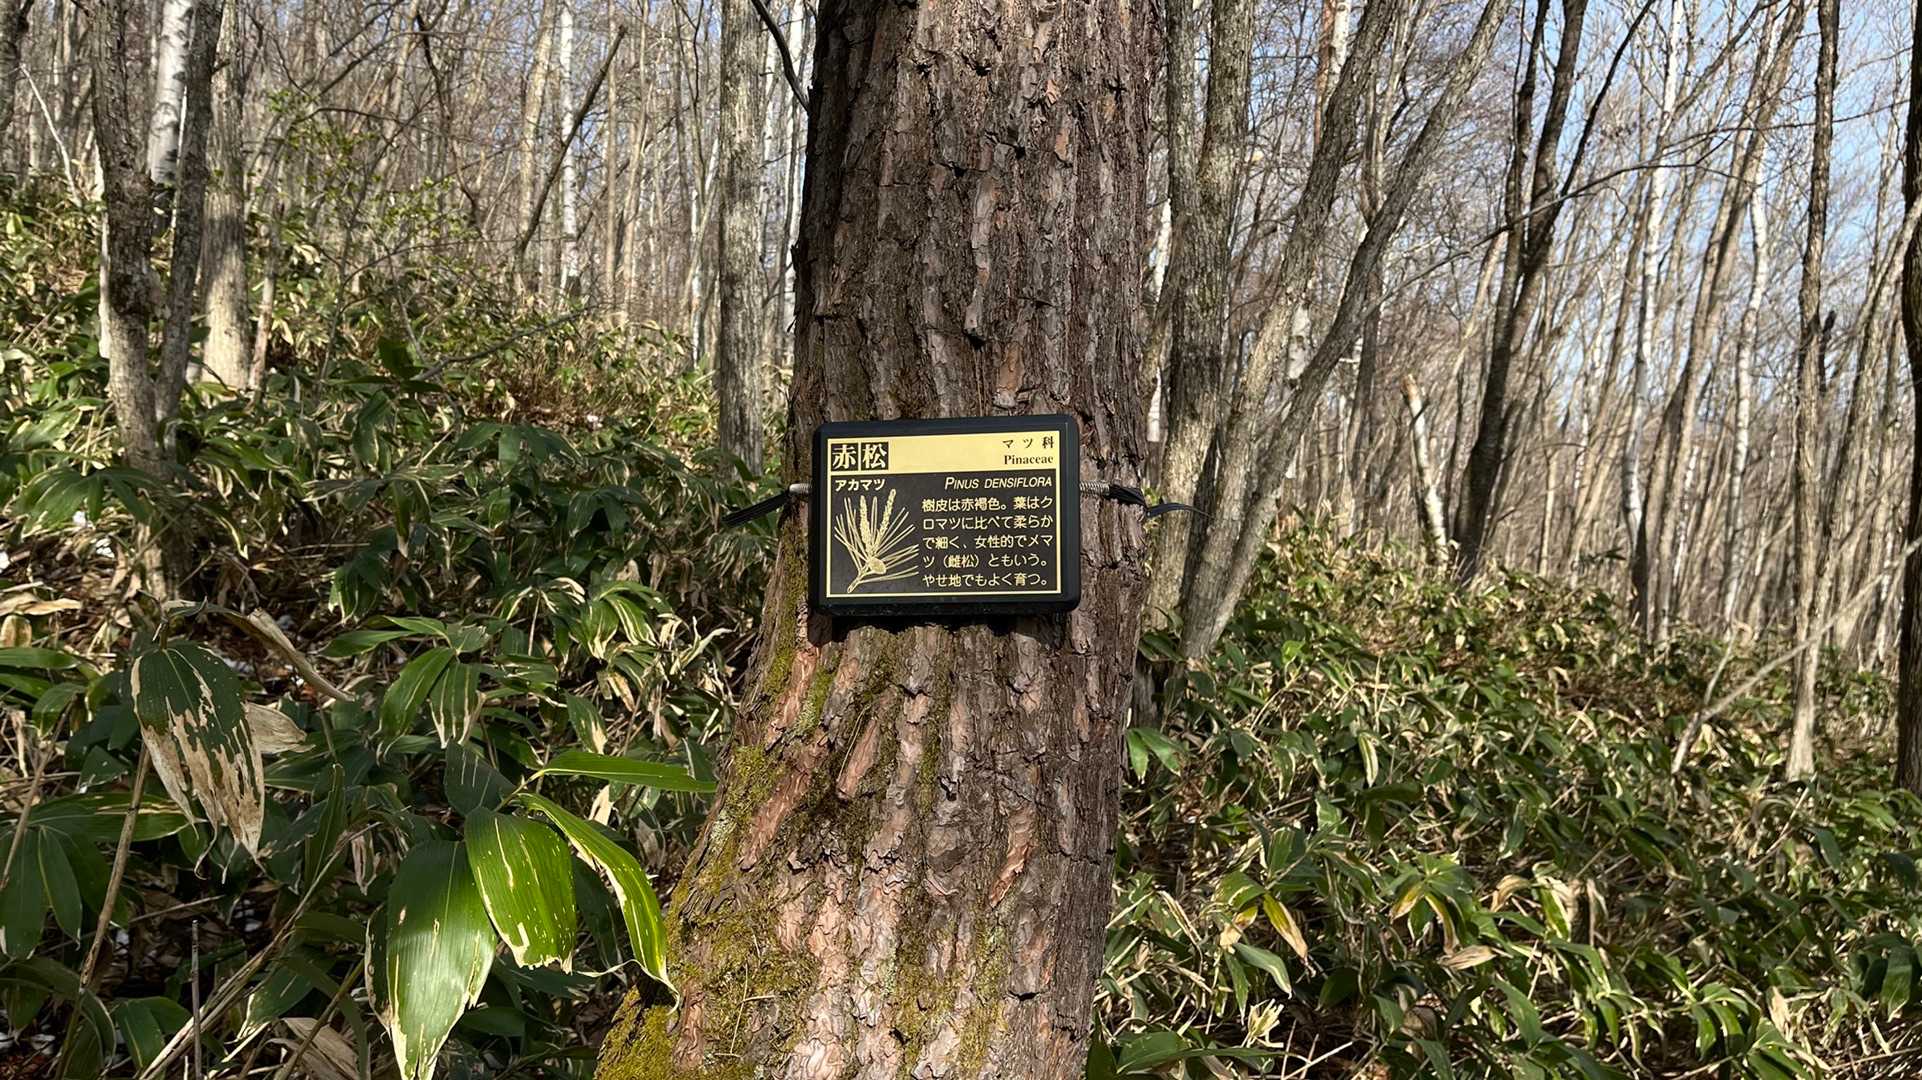 赤松
マツ科
Pinaceae
アカマツ
PINUS DENSIFLORA
樹皮は赤褐色。葉はク
ロマツに比べて柔らか
で細く、女性的でメマ
ツ（雌松）ともいう。
やせ地でもよく育つ。